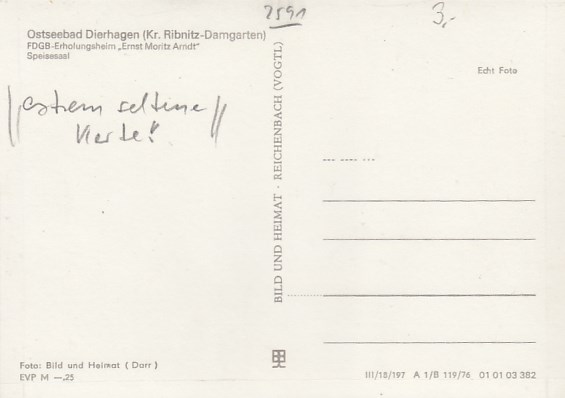 2591
3,-
Ostseebad Dierhagen (Kr. Ribnitz-Damgarten)
FDGB-Erholungsheim „Ernst Moritz Arndt"
Speisesaal
Echt Foto
extrem seltene
Karte!
BILD UND HEIMAT · REICHENBACH (VOGTL)
Foto: Bild und Heimat (Darr)
EVP M —,25
III/18/197 A 1/B 119/76 01 01 03 382